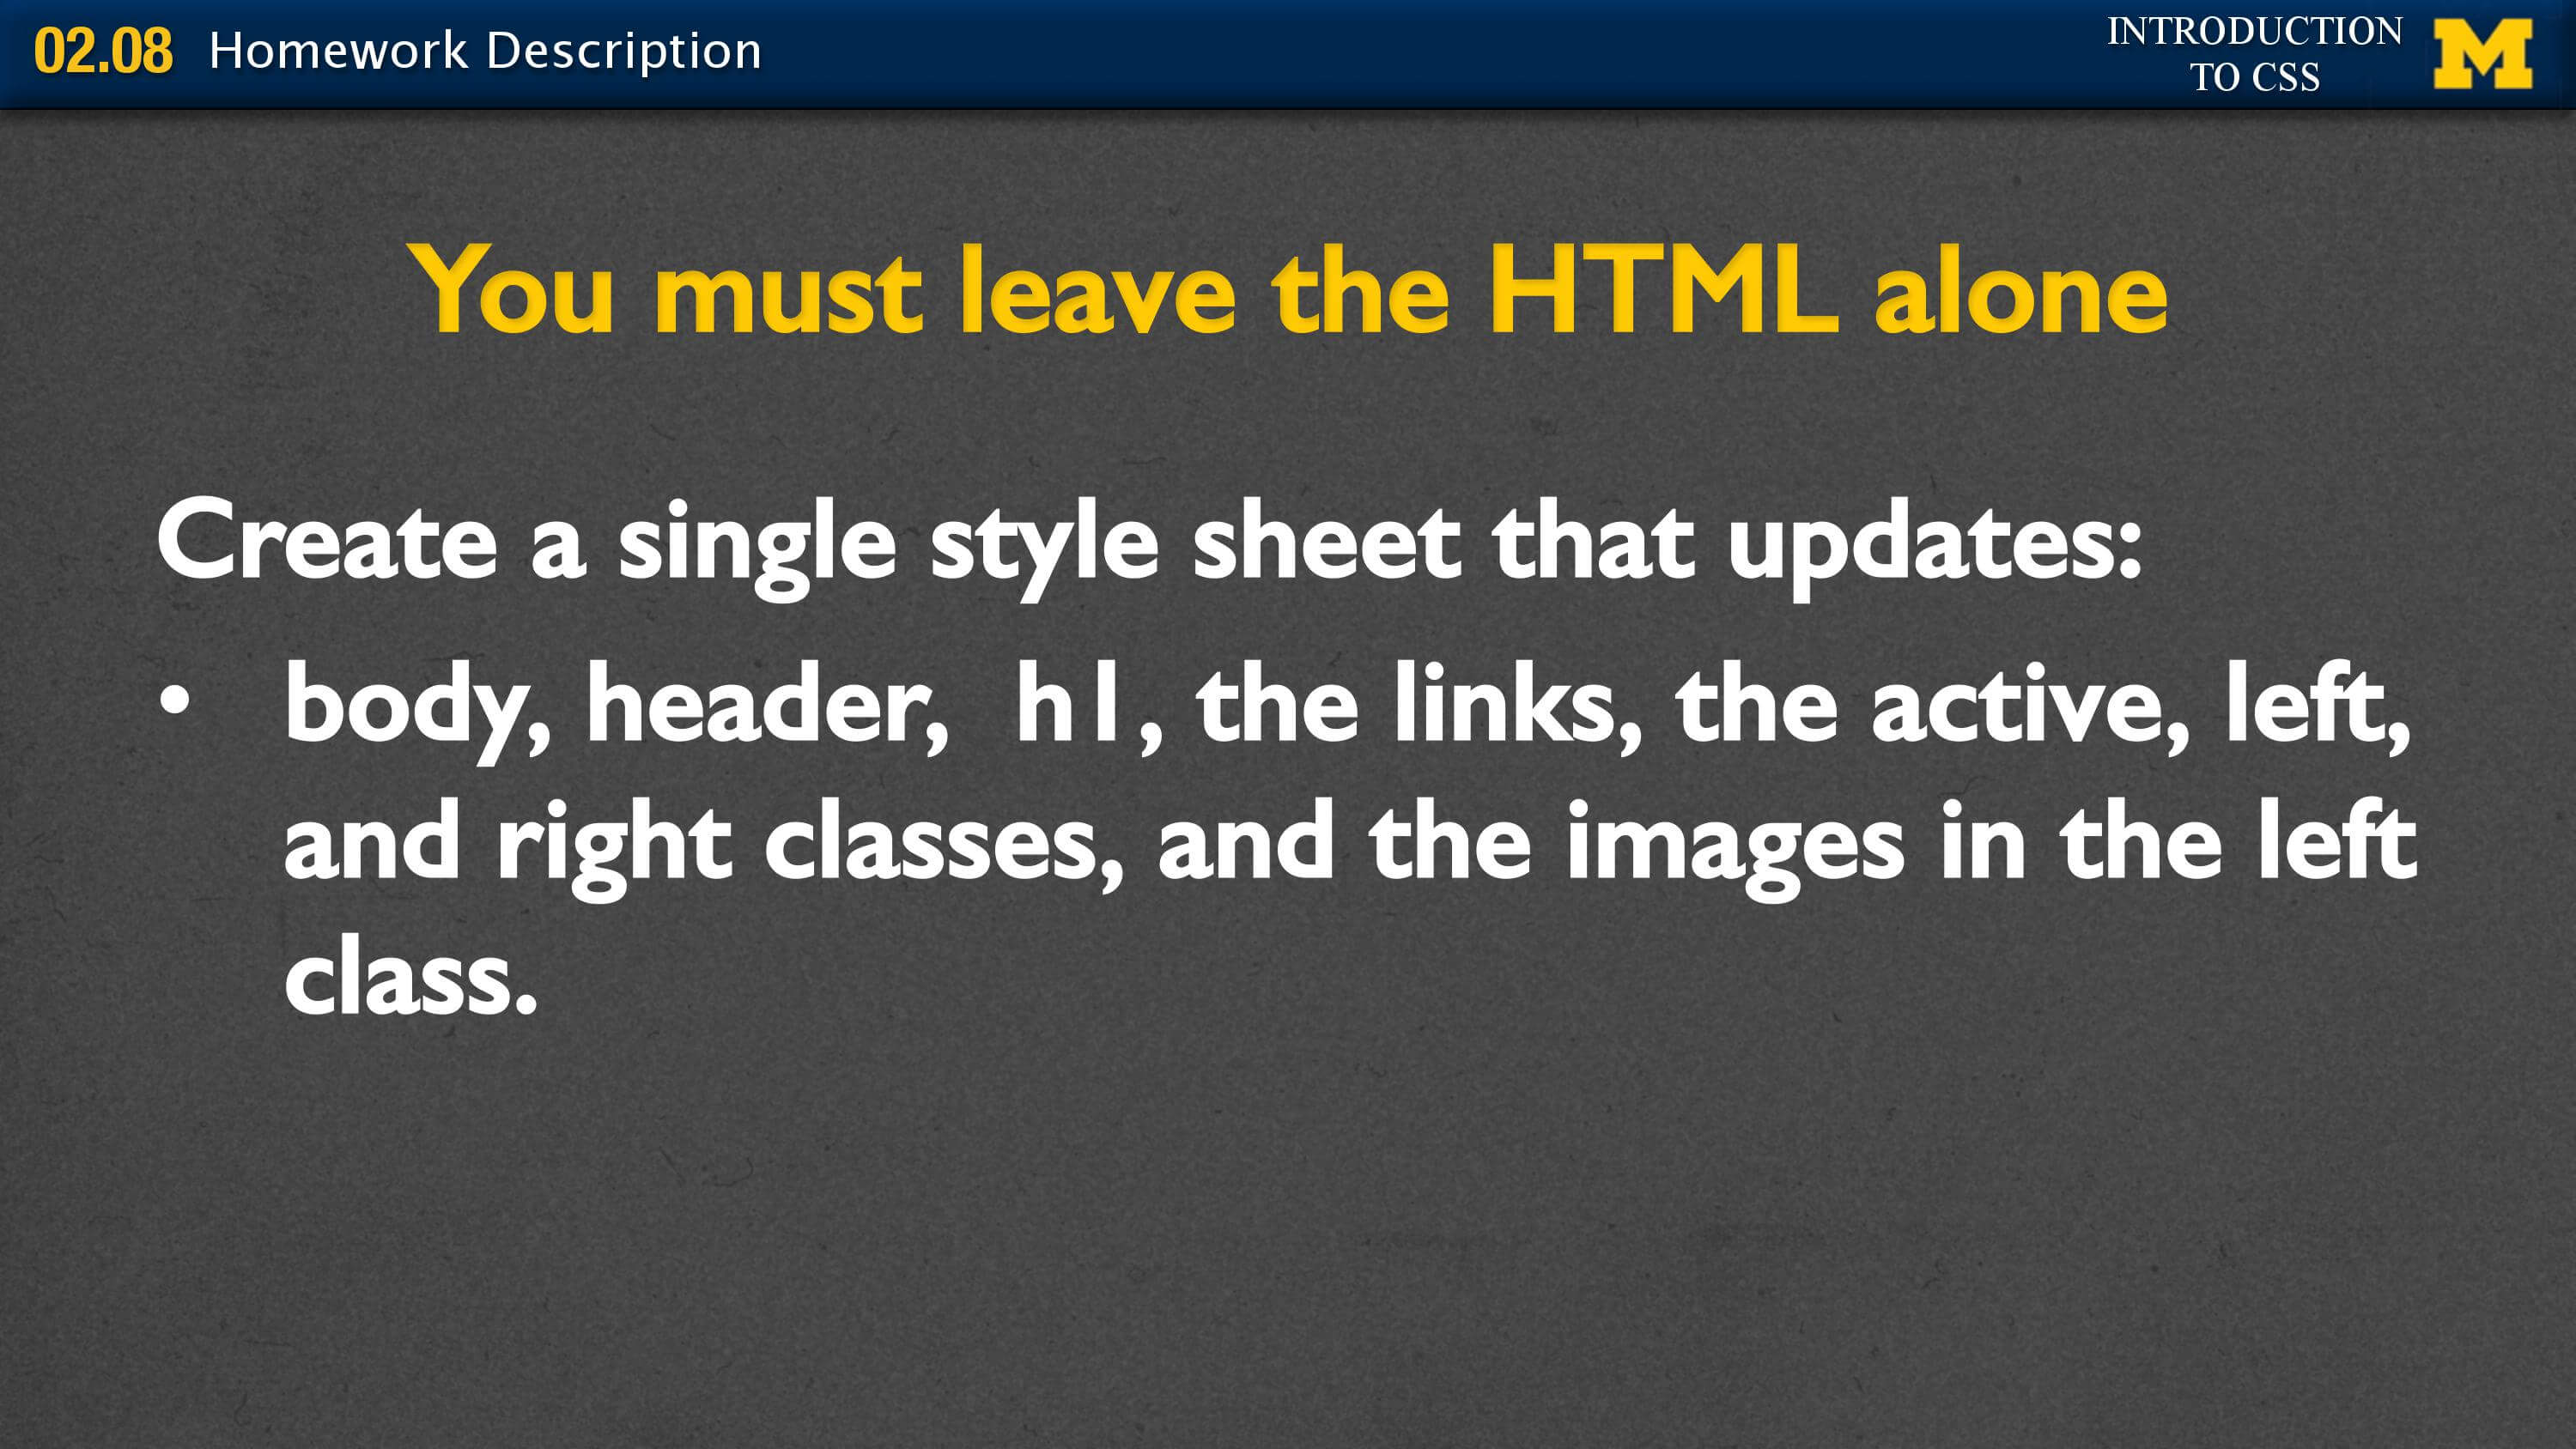 02.08 Homework Description
INTRODUCTION
TO CSS
M
You must leave the HTML alone
Create a single style sheet that updates:
• body, header, h1, the links, the active, left,
and right classes, and the images in the left
class.